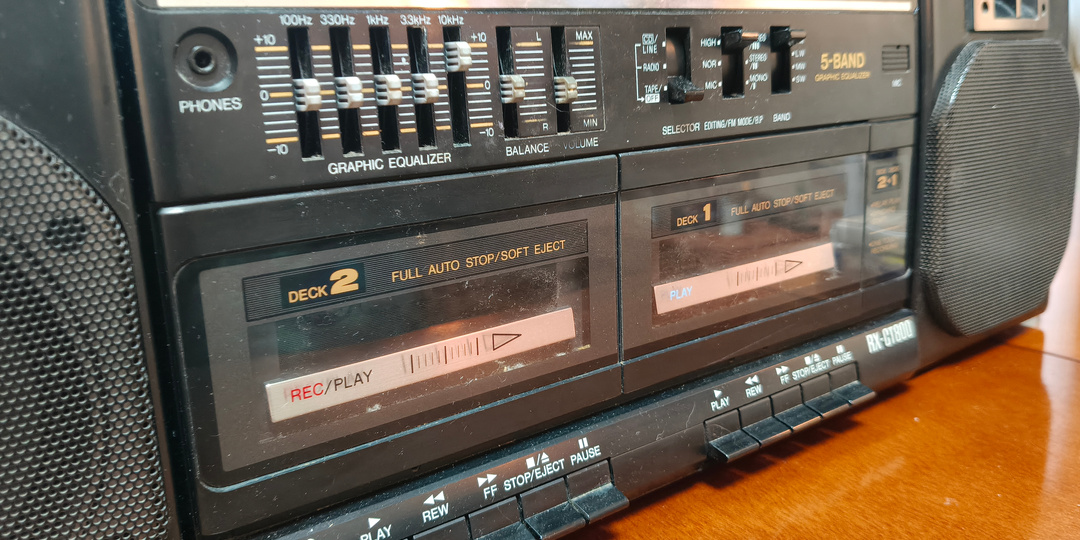 100Hz 330Hz 1kHz 3.3kHz 10kHz
+10 +10
0 0
-10 -10
PHONES
GRAPHIC EQUALIZER
L MAX
R MIN
BALANCE VOLUME
CD/
LINE
RADIO
TAPE/
OFF
HIGH
NOR
MIC
STEREO
MONO
LW
MW
SW
SELECTOR EDITING/FM MODE/B.P BAND
5-BAND
GRAPHIC EQUALIZER
MIC
DECK 2 FULL AUTO STOP/SOFT EJECT
REC/PLAY
DECK 1 FULL AUTO STOP/SOFT EJECT
PLAY
2-1
PLAY REW FF STOP/EJECT PAUSE
PLAY REW FF STOP/EJECT PAUSE